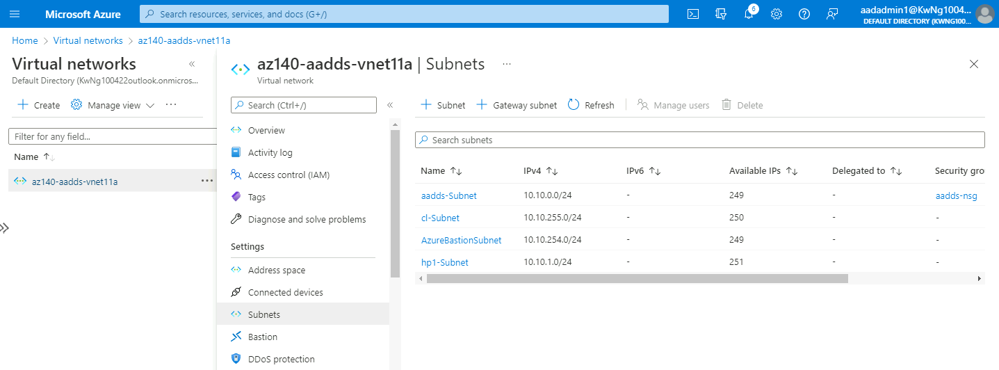 Microsoft Azure
Search resources, services, and docs (G+/)
6
aadadmin1@KwNg1004...
DEFAULT DIRECTORY (KWNG100...
Home > Virtual networks > az140-aadds-vnet11a
Virtual networks
Default Directory (KwNg100422outlook.onmicros...
+ Create Manage view ...
Filter for any field...
Name ↑↓
az140-aadds-vnet11a ...
az140-aadds-vnet11a | Subnets ...
Virtual network
Search (Ctrl+/)
Overview
Activity log
Access control (IAM)
Tags
Diagnose and solve problems
Settings
Address space
Connected devices
Subnets
Bastion
DDoS protection
+ Subnet + Gateway subnet Refresh Manage users Delete
Search subnets
Name ↑↓ IPv4 ↑↓ IPv6 ↑↓ Available IPs ↑↓ Delegated to ↑↓ Security grou
aadds-Subnet 10.10.0.0/24 - 249 - aadds-nsg
cl-Subnet 10.10.255.0/24 - 250 - -
AzureBastionSubnet 10.10.254.0/24 - 249 - -
hp1-Subnet 10.10.1.0/24 - 251 - -